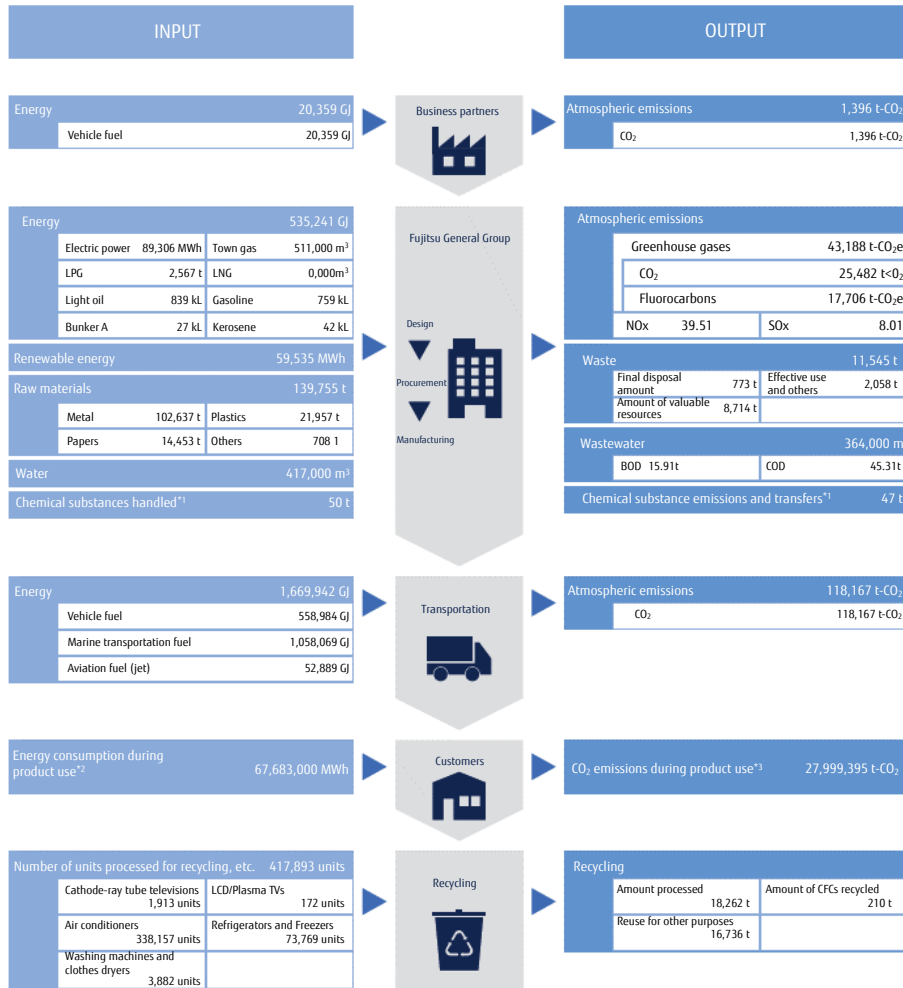 INPUT
OUTPUT
Energy 20,359 GJ
Vehicle fuel 20,359 GJ
Business partners
Atmospheric emissions 1,396 t-CO₂
CO₂ 1,396 t-CO₂
Energy 535,241 GJ
Electric power 89,306 MWh Town gas 511,000 m³
LPG 2,567 t LNG 0,000m³
Light oil 839 kL Gasoline 759 kL
Bunker A 27 kL Kerosene 42 kL
Renewable energy 59,535 MWh
Raw materials 139,755 t
Metal 102,637 t Plastics 21,957 t
Papers 14,453 t Others 708 1
Water 417,000 m³
Chemical substances handled*1 50 t
Fujitsu General Group
Design
Procurement
Manufacturing
Atmospheric emissions
Greenhouse gases 43,188 t-CO₂e
CO₂ 25,482 t<0₂
Fluorocarbons 17,706 t-CO₂e
NOx 39.51 SOx 8.01
Waste 11,545 t
Final disposal amount 773 t Effective use and others 2,058 t
Amount of valuable resources 8,714 t
Wastewater 364,000 m
BOD 15.91t COD 45.31t
Chemical substance emissions and transfers*1 47 t
Energy 1,669,942 GJ
Vehicle fuel 558,984 GJ
Marine transportation fuel 1,058,069 GJ
Aviation fuel (jet) 52,889 GJ
Transportation
Atmospheric emissions 118,167 t-CO₂
CO₂ 118,167 t-CO₂
Energy consumption during
product use*2 67,683,000 MWh
Customers
CO₂ emissions during product use*3 27,999,395 t-CO₂
Number of units processed for recycling, etc. 417,893 units
Cathode-ray tube televisions 1,913 units LCD/Plasma TVs 172 units
Air conditioners 338,157 units Refrigerators and Freezers 73,769 units
Washing machines and
clothes dryers
3,882 units
Recycling
Recycling
Amount processed 18,262 t Amount of CFCs recycled 210 t
Reuse for other purposes
16,736 t